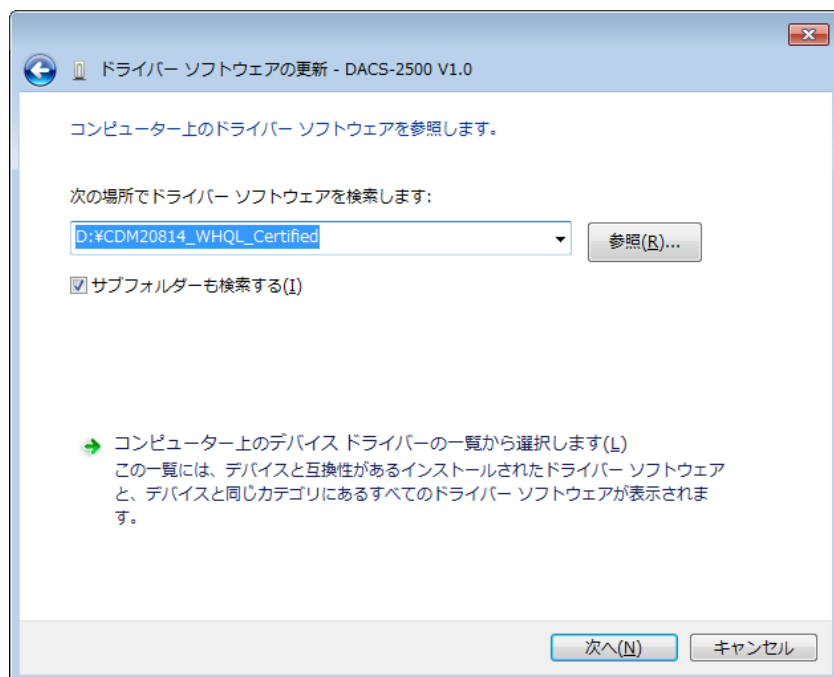 ドライバー ソフトウェアの更新 - DACS-2500 V1.0
コンピューター上のドライバー ソフトウェアを参照します。
次の場所でドライバー ソフトウェアを検索します:
D:¥CDM20814_WHQL_Certified
参照(R)...
サブフォルダーも検索する(I)
コンピューター上のデバイス ドライバーの一覧から選択します(L)
この一覧には、デバイスと互換性があるインストールされたドライバー ソフトウェア
と、デバイスと同じカテゴリにあるすべてのドライバー ソフトウェアが表示されま
す。
次へ(N)
キャンセル